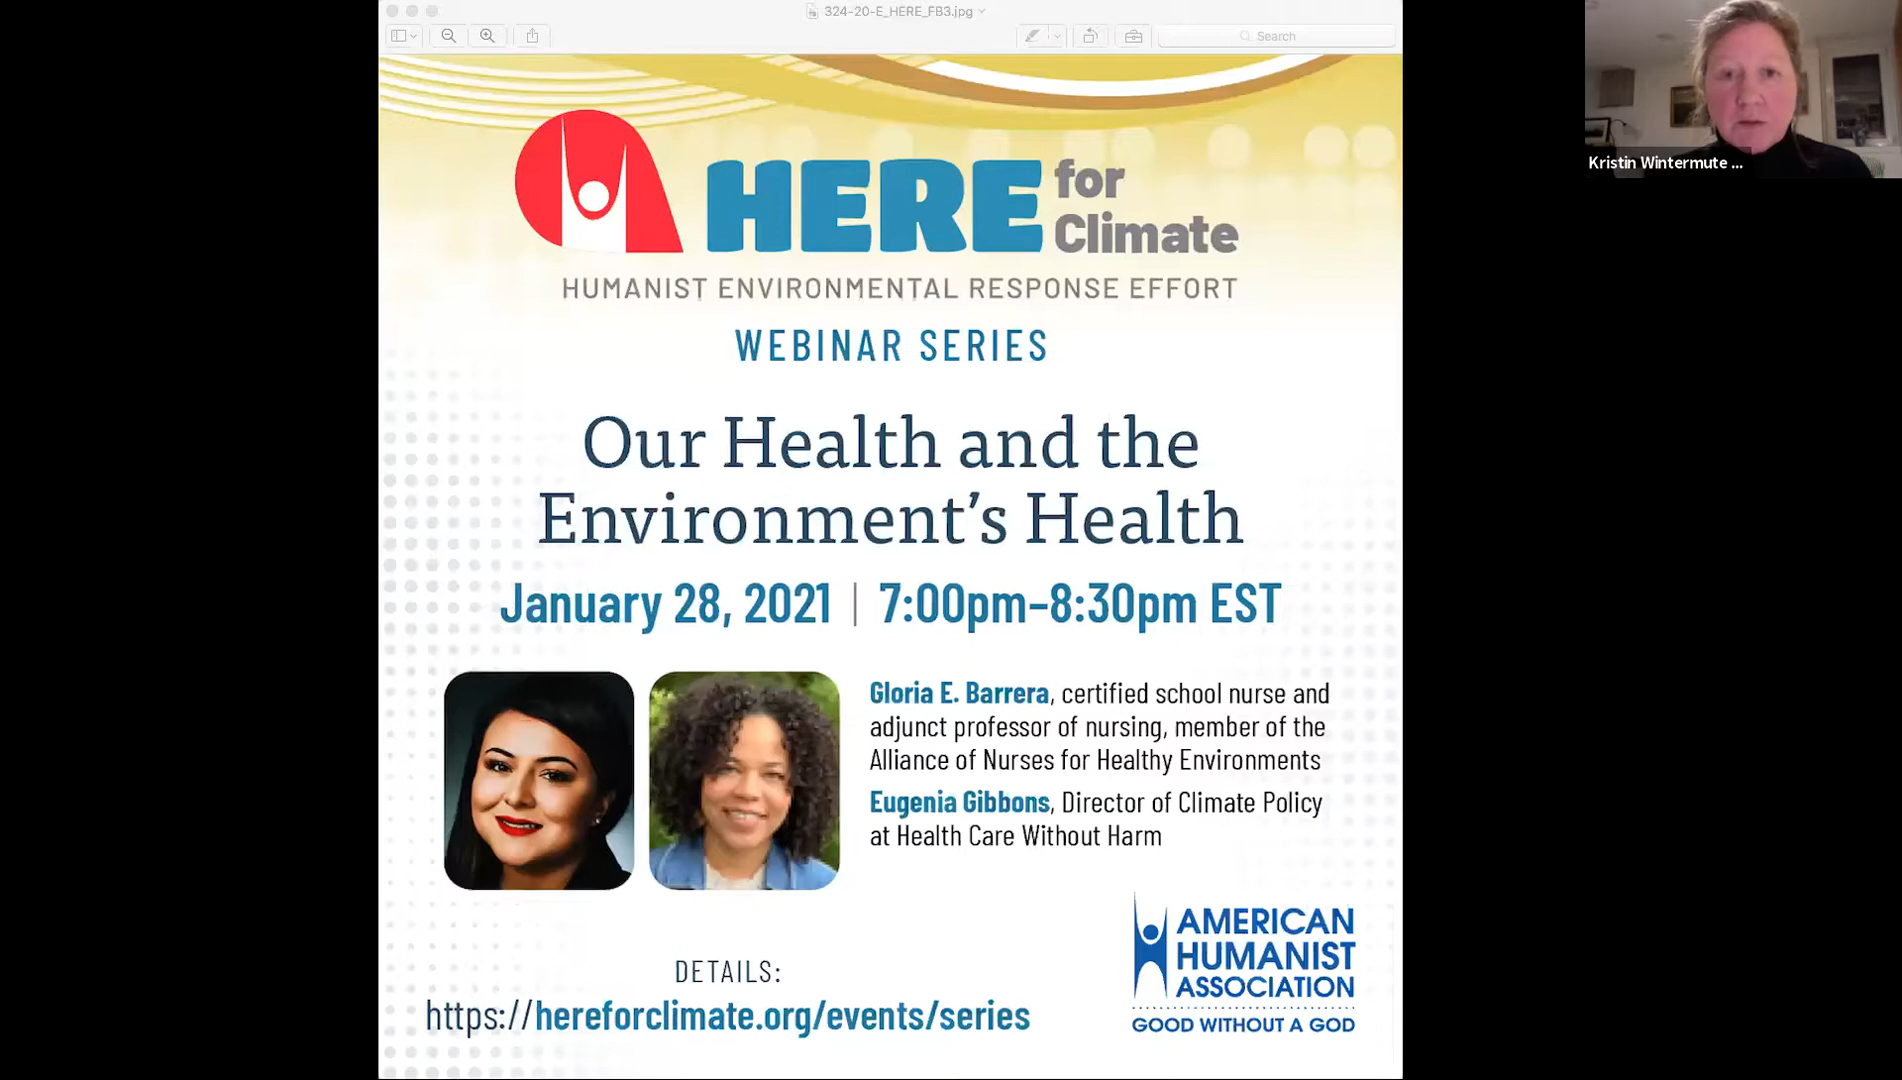 324-20-E_HERE_FB3.jpg
Search
HERE for Climate
HUMANIST ENVIRONMENTAL RESPONSE EFFORT
WEBINAR SERIES
Our Health and the
Environment's Health
January 28, 2021 | 7:00pm–8:30pm EST
Gloria E. Barrera, certified school nurse and
adjunct professor of nursing, member of the
Alliance of Nurses for Healthy Environments
Eugenia Gibbons, Director of Climate Policy
at Health Care Without Harm
DETAILS:
https://hereforclimate.org/events/series
AMERICAN
HUMANIST
ASSOCIATION
GOOD WITHOUT A GOD
Kristin Wintermute ...